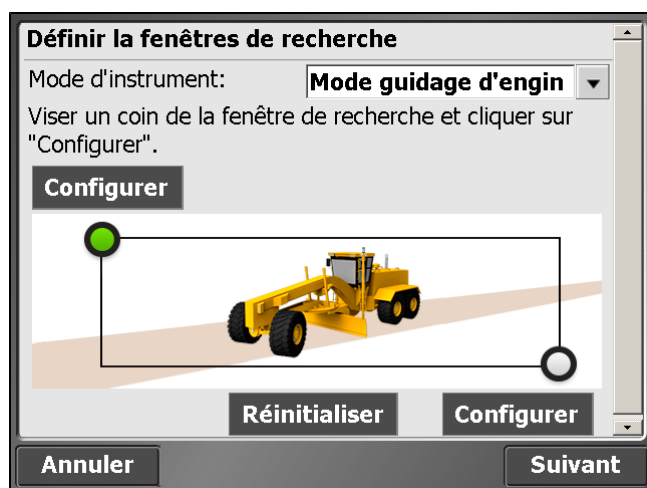 Définir la fenêtres de recherche
Mode d'instrument: Mode guidage d'engin
Viser un coin de la fenêtre de recherche et cliquer sur
"Configurer".
Configurer
Réinitialiser Configurer
Annuler Suivant